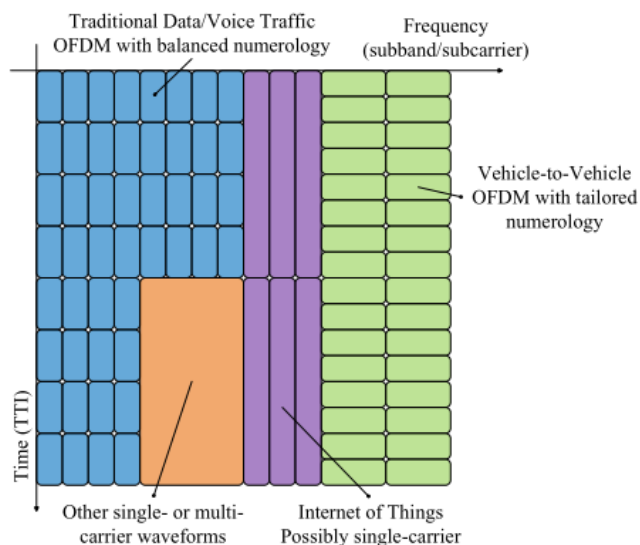 Traditional Data/Voice Traffic
OFDM with balanced numerology
Frequency
(subband/subcarrier)
Vehicle-to-Vehicle
OFDM with tailored
numerology
Time (TTI)
Other single- or multi-
carrier waveforms
Internet of Things
Possibly single-carrier